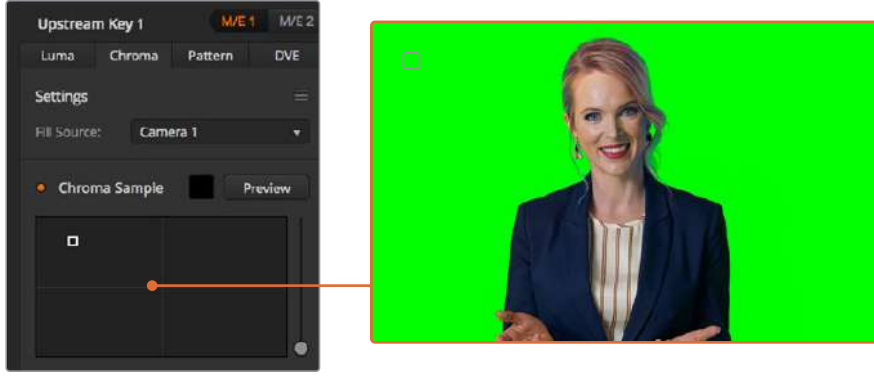 Upstream Key 1 M/E 1 M/E 2
Luma Chroma Pattern DVE
Settings
Fill Source: Camera 1
Chroma Sample Preview